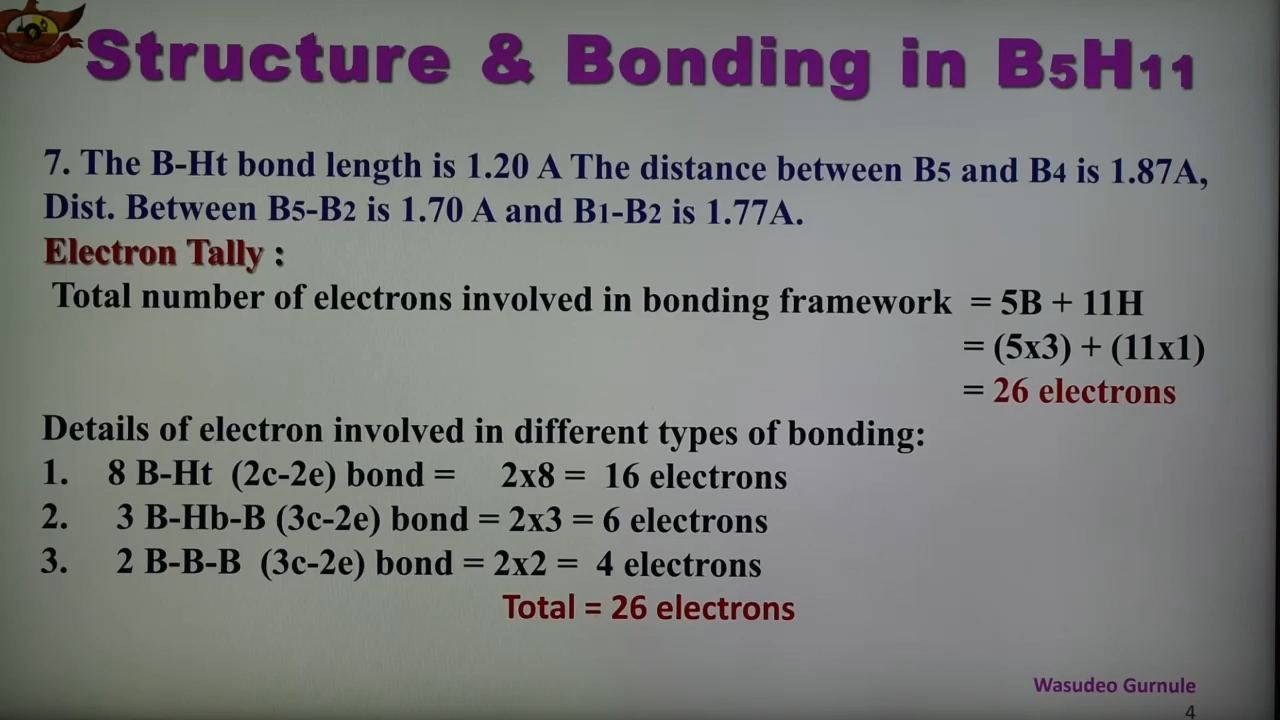 Structure & Bonding in B5H11
7. The B-Ht bond length is 1.20 A The distance between B5 and B4 is 1.87A,
Dist. Between B5-B2 is 1.70 A and B1-B2 is 1.77A.
Electron Tally :
Total number of electrons involved in bonding framework = 5B + 11H
= (5x3) + (11x1)
= 26 electrons
Details of electron involved in different types of bonding:
1. 8 B-Ht (2c-2e) bond = 2x8 = 16 electrons
2. 3 B-Hb-B (3c-2e) bond = 2x3 = 6 electrons
3. 2 B-B-B (3c-2e) bond = 2x2 = 4 electrons
Total = 26 electrons
Wasudeo Gurnule
4